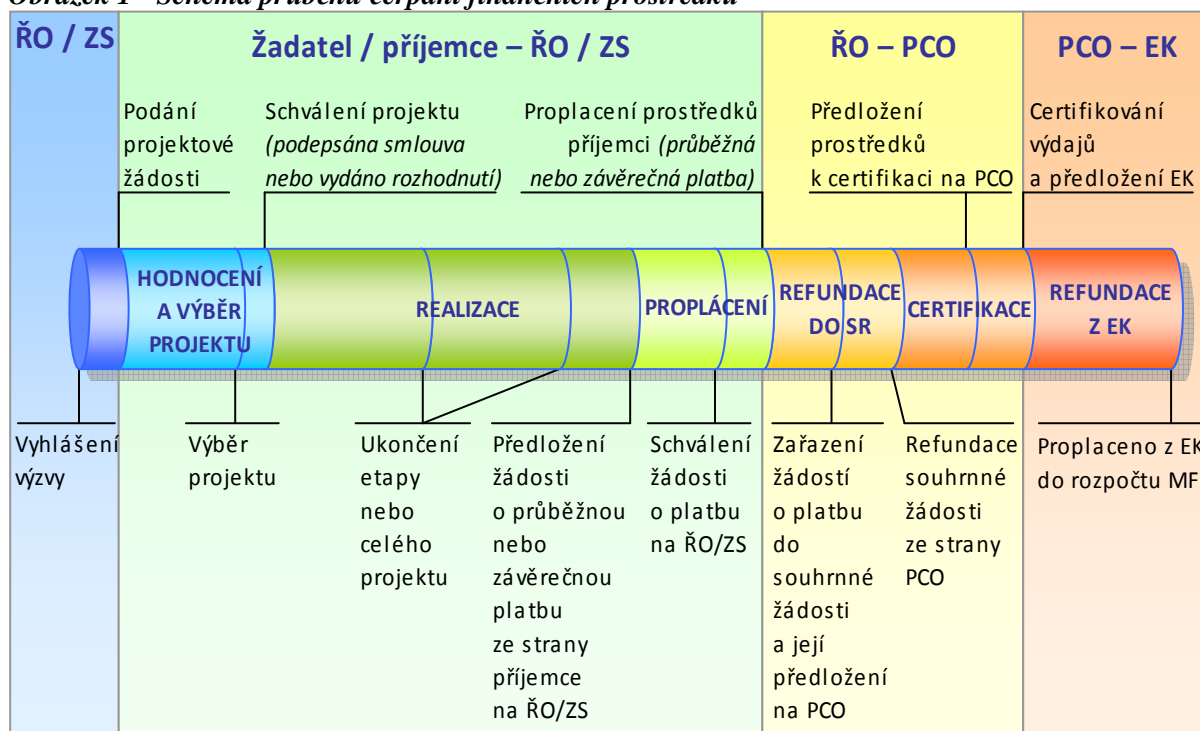 Obrázek 1 – Schéma průběhu čerpání finančních prostředků
ŘO / ZS
Žadatel / příjemce – ŘO / ZS
ŘO – PCO
PCO – EK
Podání
projektové
žádosti
Schválení projektu
(podepsána smlouva
nebo vydáno rozhodnutí)
Proplacení prostředků
příjemci (průběžná
nebo závěrečná platba)
Předložení
prostředků
k certifikaci na PCO
Certifikování
výdajů
a předložení EK
HODNOCENÍ
A VÝBĚR
PROJEKTU
REALIZACE
PROPLÁCENÍ
REFUNDACE
DO SR
CERTIFIKACE
REFUNDACE
Z EK
Vyhlášení
výzvy
Výběr
projektu
Ukončení
etapy
nebo
celého
projektu
Předložení
žádosti
o průběžnou
nebo
závěrečnou
platbu
ze strany
příjemce
na ŘO/ZS
Schválení
žádosti
o platbu
na ŘO/ZS
Zařazení
žádostí
o platbu
do
souhrnné
žádosti
a její
předložení
na PCO
Refundace
souhrnné
žádosti
ze strany
PCO
Proplaceno z EK
do rozpočtu MF